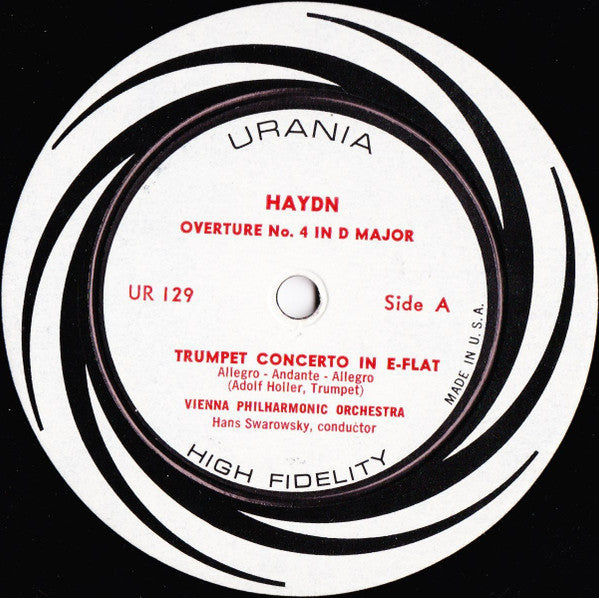 URANIA
HAYDN
OVERTURE No. 4 IN D MAJOR
UR 129
Side A
TRUMPET CONCERTO IN E-FLAT
Allegro - Andante - Allegro
(Adolf Holler, Trumpet)
VIENNA PHILHARMONIC ORCHESTRA
Hans Swarowsky, conductor
MADE IN U.S.A.
HIGH FIDELITY